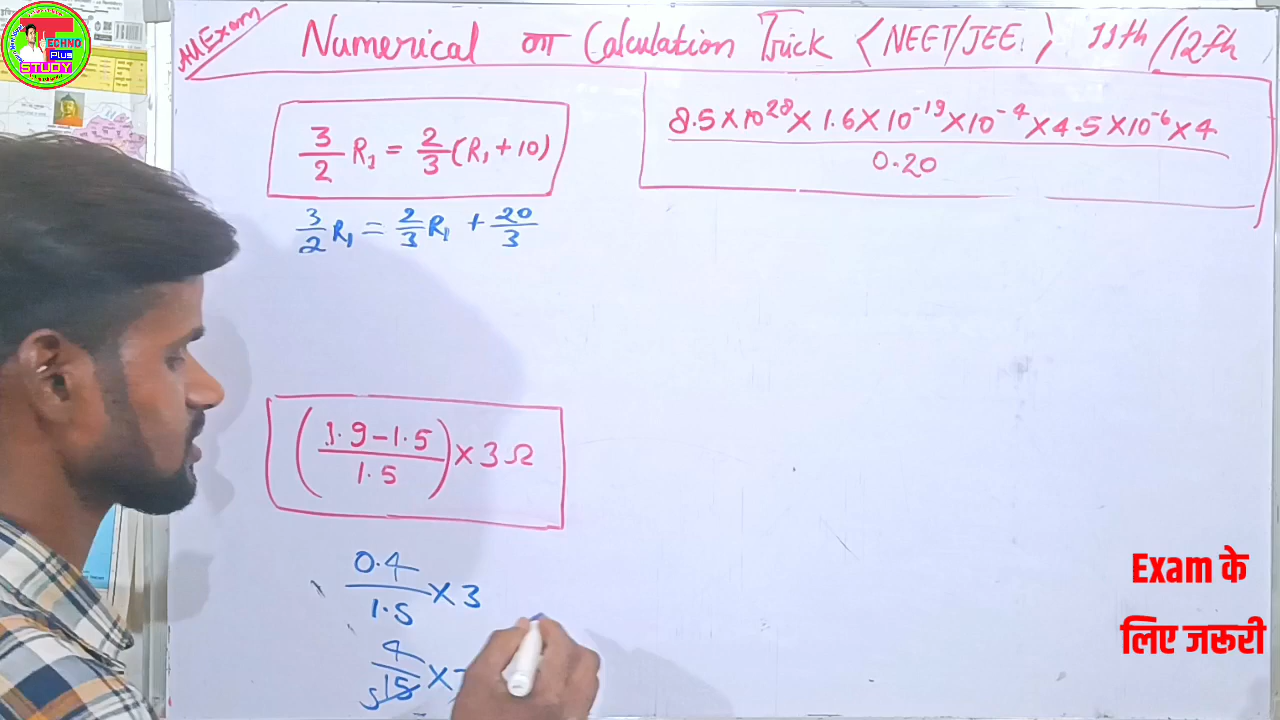 All Exam
Numerical का Calculation Trick <NEET/JEE> 11th/12th
TECHNO
Plus
STUDY
3/2 R₁ = 2/3 (R₁ + 10)
3/2 R₁ = 2/3 R₁ + 20/3
8.5 × 10²⁸ × 1.6 × 10⁻¹⁹ × 10⁻⁴ × 4.5 × 10⁻⁶ × 4
0.20
(1.9 − 1.5 / 1.5) × 3 Ω
0.4/1.5 × 3
4/15 ×
5
Exam के
लिए जरूरी